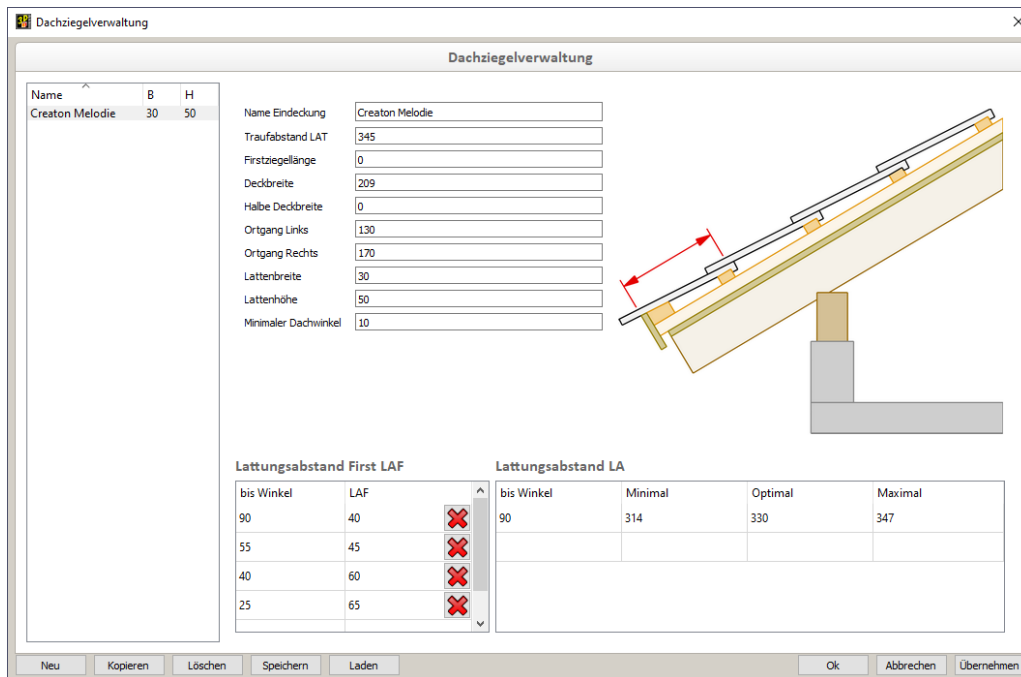 Dachziegelverwaltung
Dachziegelverwaltung
Name B H
Creaton Melodie 30 50
Name Eindeckung Creaton Melodie
Traufabstand LAT 345
Firstziegellänge 0
Deckbreite 209
Halbe Deckbreite 0
Ortgang Links 130
Ortgang Rechts 170
Lattenbreite 30
Lattenhöhe 50
Minimaler Dachwinkel 10
Lattungsabstand First LAF
bis Winkel LAF
90 40
55 45
40 60
25 65
Lattungsabstand LA
bis Winkel Minimal Optimal Maximal
90 314 330 347
Neu Kopieren Löschen Speichern Laden Ok Abbrechen Übernehmen